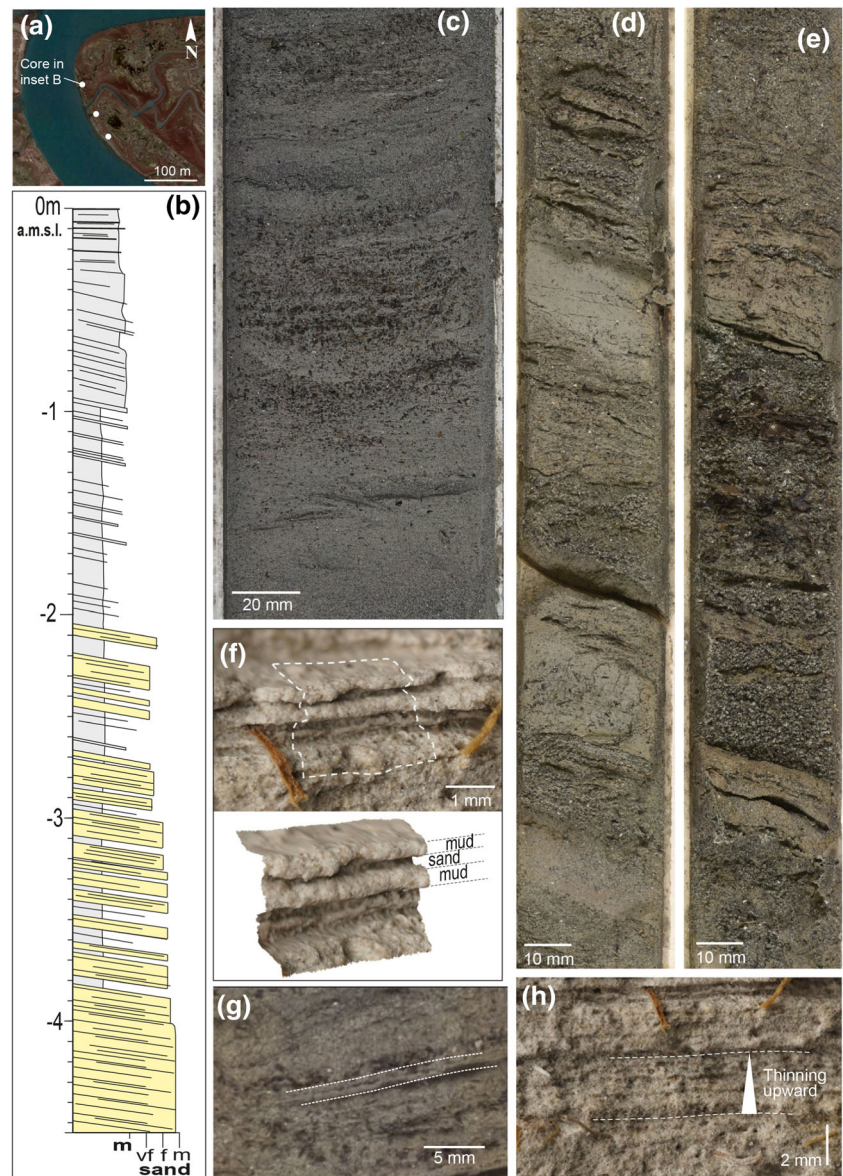 (a)
N
Core in
inset B
100 m
(b)
0m
a.m.s.l.
-1
-2
-3
-4
m
vf f m
sand
(c)
20 mm
(d)
10 mm
(e)
10 mm
(f)
1 mm
mud
sand
mud
(g)
5 mm
(h)
Thinning
upward
2 mm